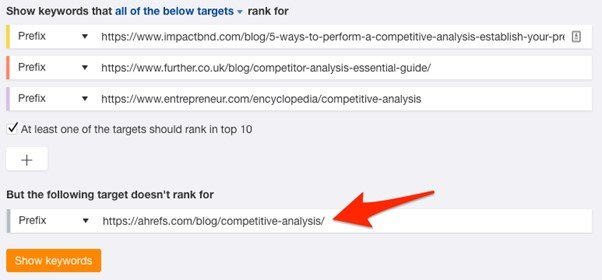 Show keywords that all of the below targets rank for
Prefix https://www.impactbnd.com/blog/5-ways-to-perform-a-competitive-analysis-establish-your-pre
Prefix https://www.further.co.uk/blog/competitor-analysis-essential-guide/
Prefix https://www.entrepreneur.com/encyclopedia/competitive-analysis
At least one of the targets should rank in top 10
+
But the following target doesn't rank for
Prefix https://ahrefs.com/blog/competitive-analysis/
Show keywords